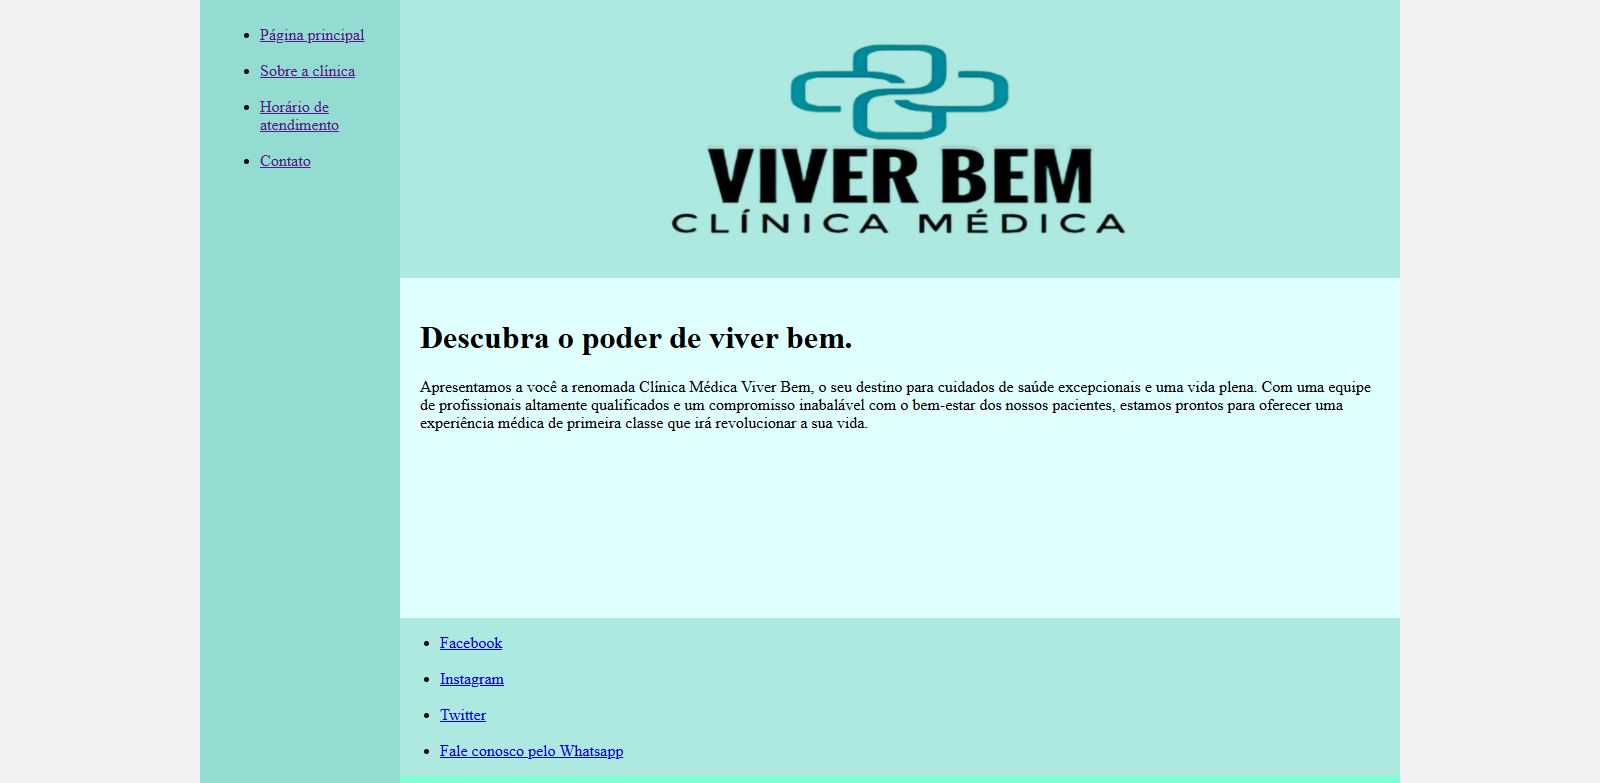 Página principal
Sobre a clínica
Horário de
atendimento
Contato
VIVER BEM
CLÍNICA MÉDICA
Descubra o poder de viver bem.
Apresentamos a você a renomada Clínica Médica Viver Bem, o seu destino para cuidados de saúde excepcionais e uma vida plena. Com uma equipe
de profissionais altamente qualificados e um compromisso inabalável com o bem-estar dos nossos pacientes, estamos prontos para oferecer uma
experiência médica de primeira classe que irá revolucionar a sua vida.
Facebook
Instagram
Twitter
Fale conosco pelo Whatsapp